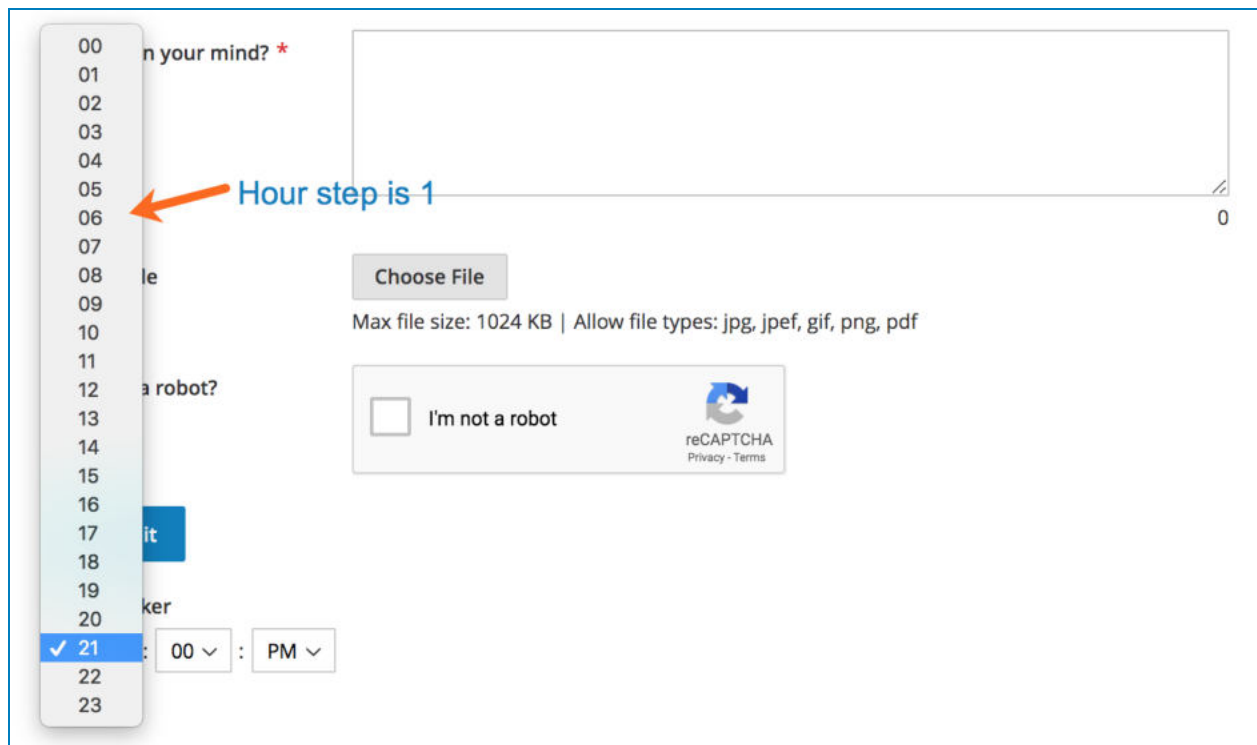 00
01
02
03
04
05
06
07
08
09
10
11
12
13
14
15
16
17
18
19
20
21
22
23
n your mind? *
Hour step is 1
0
le
Choose File
Max file size: 1024 KB | Allow file types: jpg, jpef, gif, png, pdf
a robot?
I'm not a robot
reCAPTCHA
Privacy - Terms
it
ker
: 00 : PM